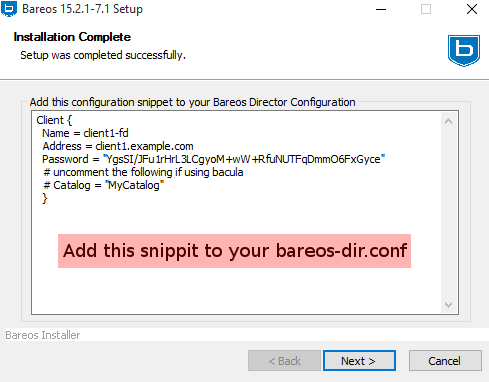 Bareos 15.2.1-7.1 Setup
Installation Complete
Setup was completed successfully.
Add this configuration snippet to your Bareos Director Configuration
Client {
Name = client1-fd
Address = client1.example.com
Password = "YgsSI/JFu1rHrL3LCgyoM+wW+RfuNUTFqDmmO6FxGyce"
# uncomment the following if using bacula
# Catalog = "MyCatalog"
}
Add this snippit to your bareos-dir.conf
Bareos Installer
< Back
Next >
Cancel